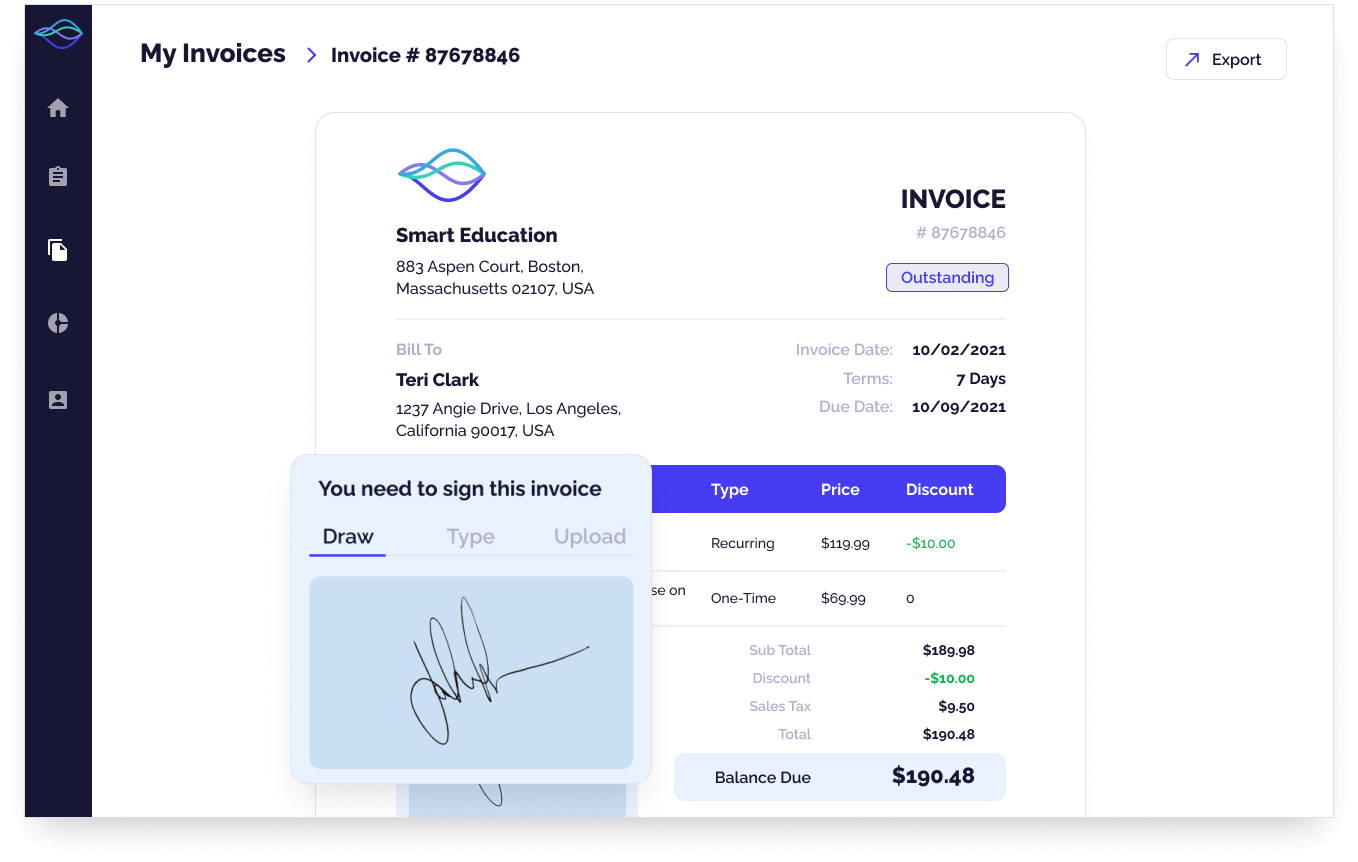 My Invoices > Invoice # 87678846
Export
INVOICE
# 87678846
Outstanding
Smart Education
883 Aspen Court, Boston,
Massachusetts 02107, USA
Bill To
Teri Clark
1237 Angie Drive, Los Angeles,
California 90017, USA
Invoice Date: 10/02/2021
Terms: 7 Days
Due Date: 10/09/2021
You need to sign this invoice
Draw Type Upload
Type Price Discount
Recurring $119.99 -$10.00
se on One-Time $69.99 0
Sub Total $189.98
Discount -$10.00
Sales Tax $9.50
Total $190.48
Balance Due $190.48